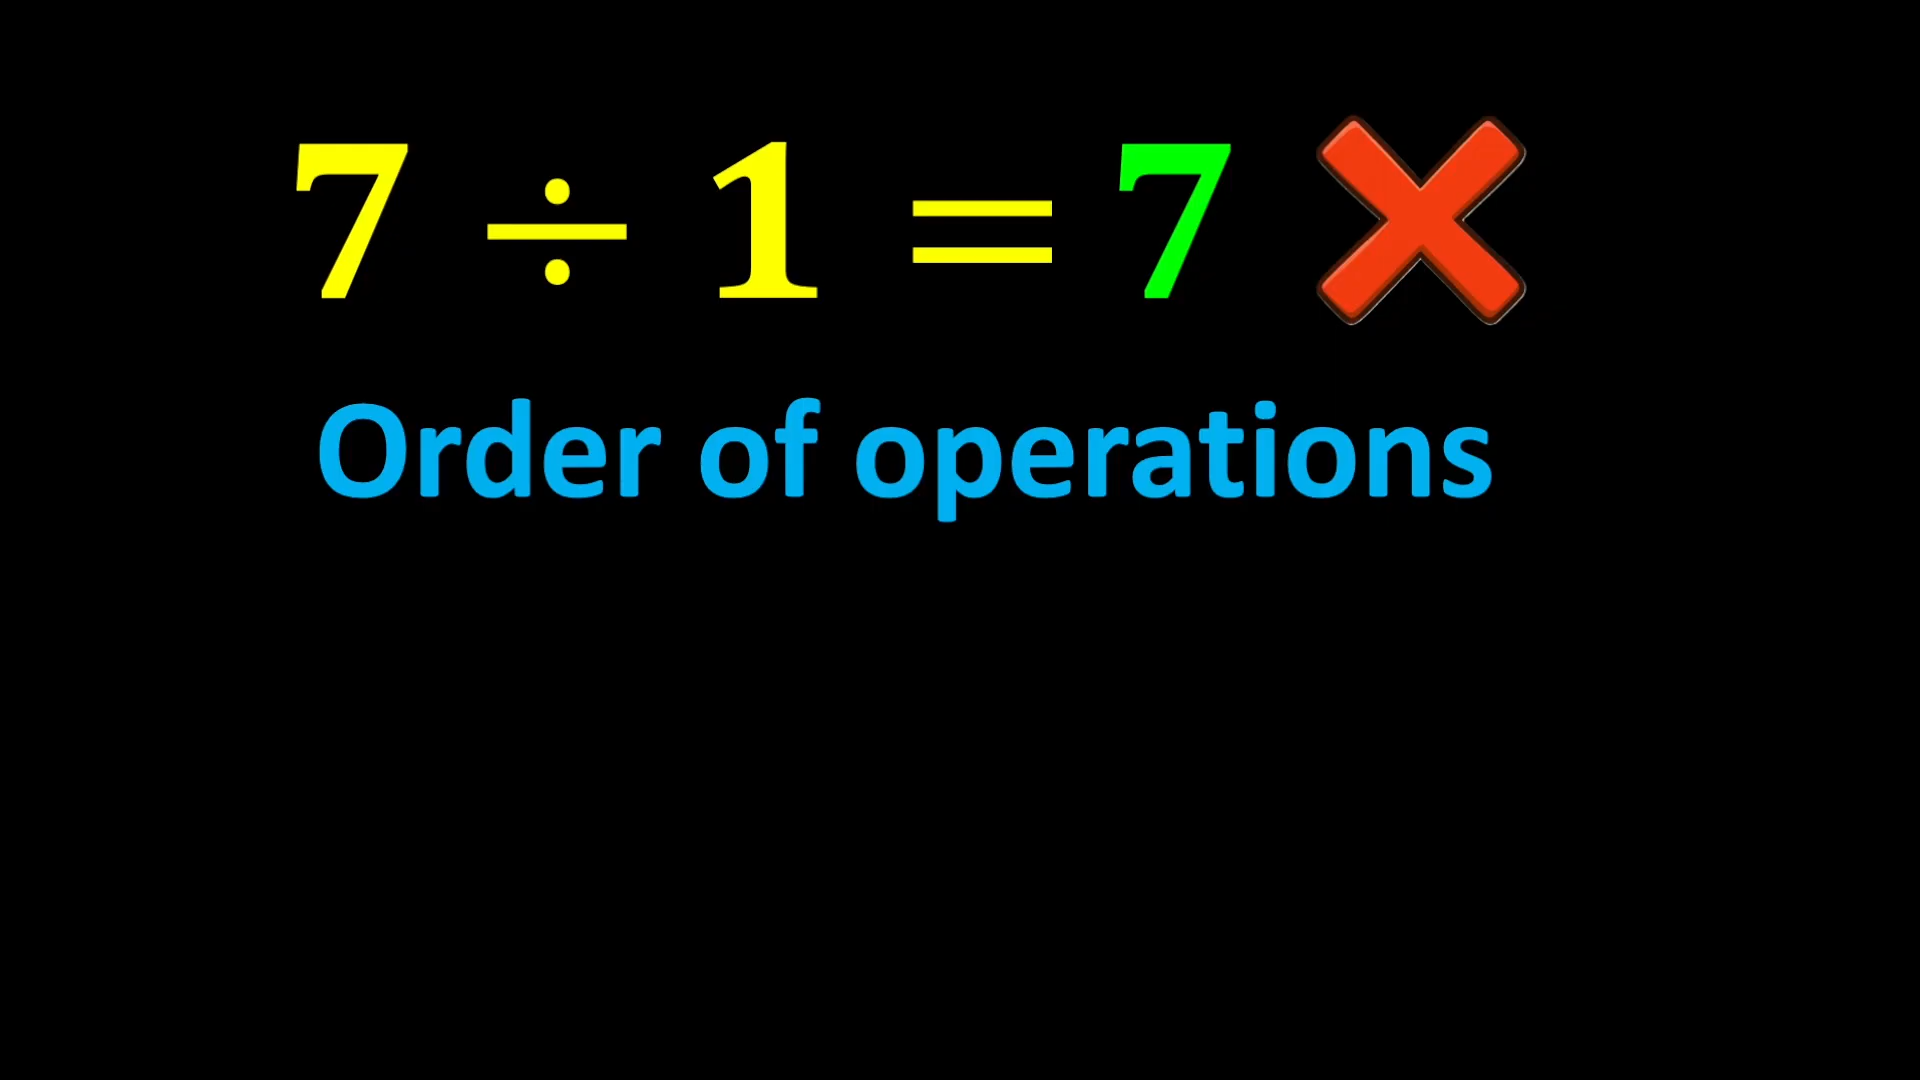 7 ÷ 1 = 7 ❌
Order of operations